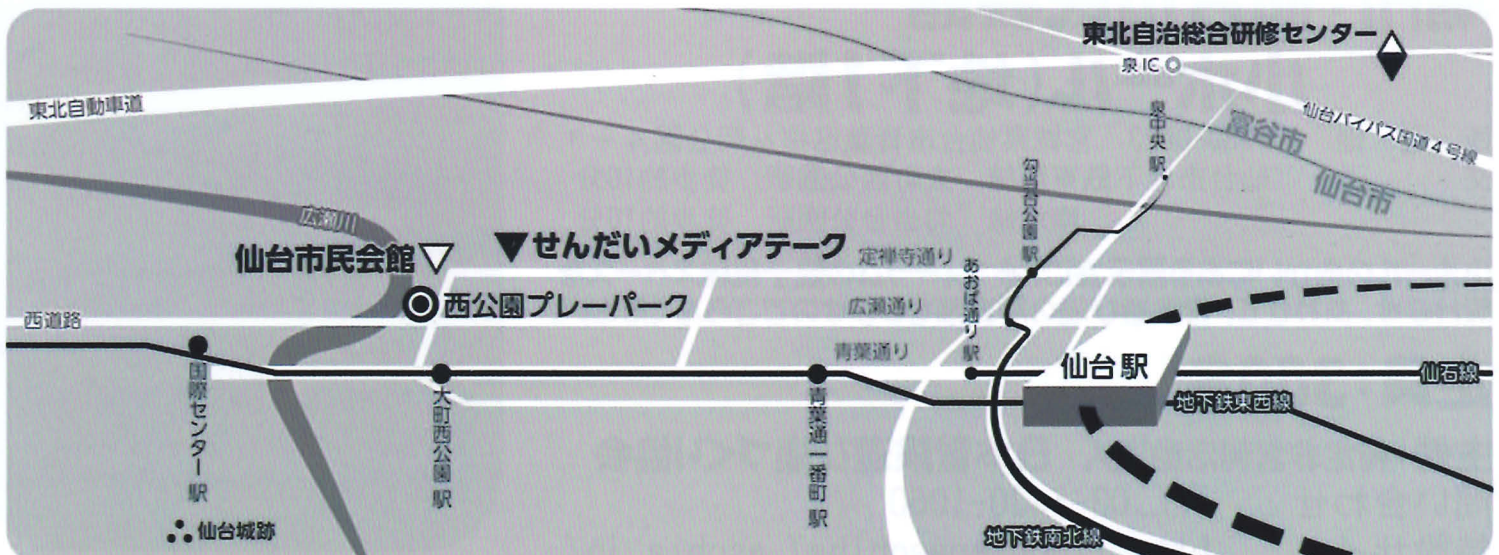 東北自治総合研修センター
泉IC
東北自動車道
仙台バイパス国道4号線
泉中央駅
富谷市
仙台市
勾当台公園駅
広瀬川
仙台市民会館
せんだいメディアテーク
定禅寺通り
あおば通り駅
西公園プレーパーク
広瀬通り
西道路
青葉通り
仙台駅
仙石線
国際センター駅
大町西公園駅
青葉通一番町駅
地下鉄東西線
仙台城跡
地下鉄南北線